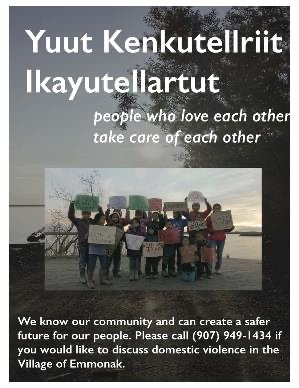 Yuut Kenkutellriit
Ikayutellartut
people who love each other
take care of each other
We know our community and can create a safer
future for our people. Please call (907) 949-1434 if
you would like to discuss domestic violence in the
Village of Emmonak.